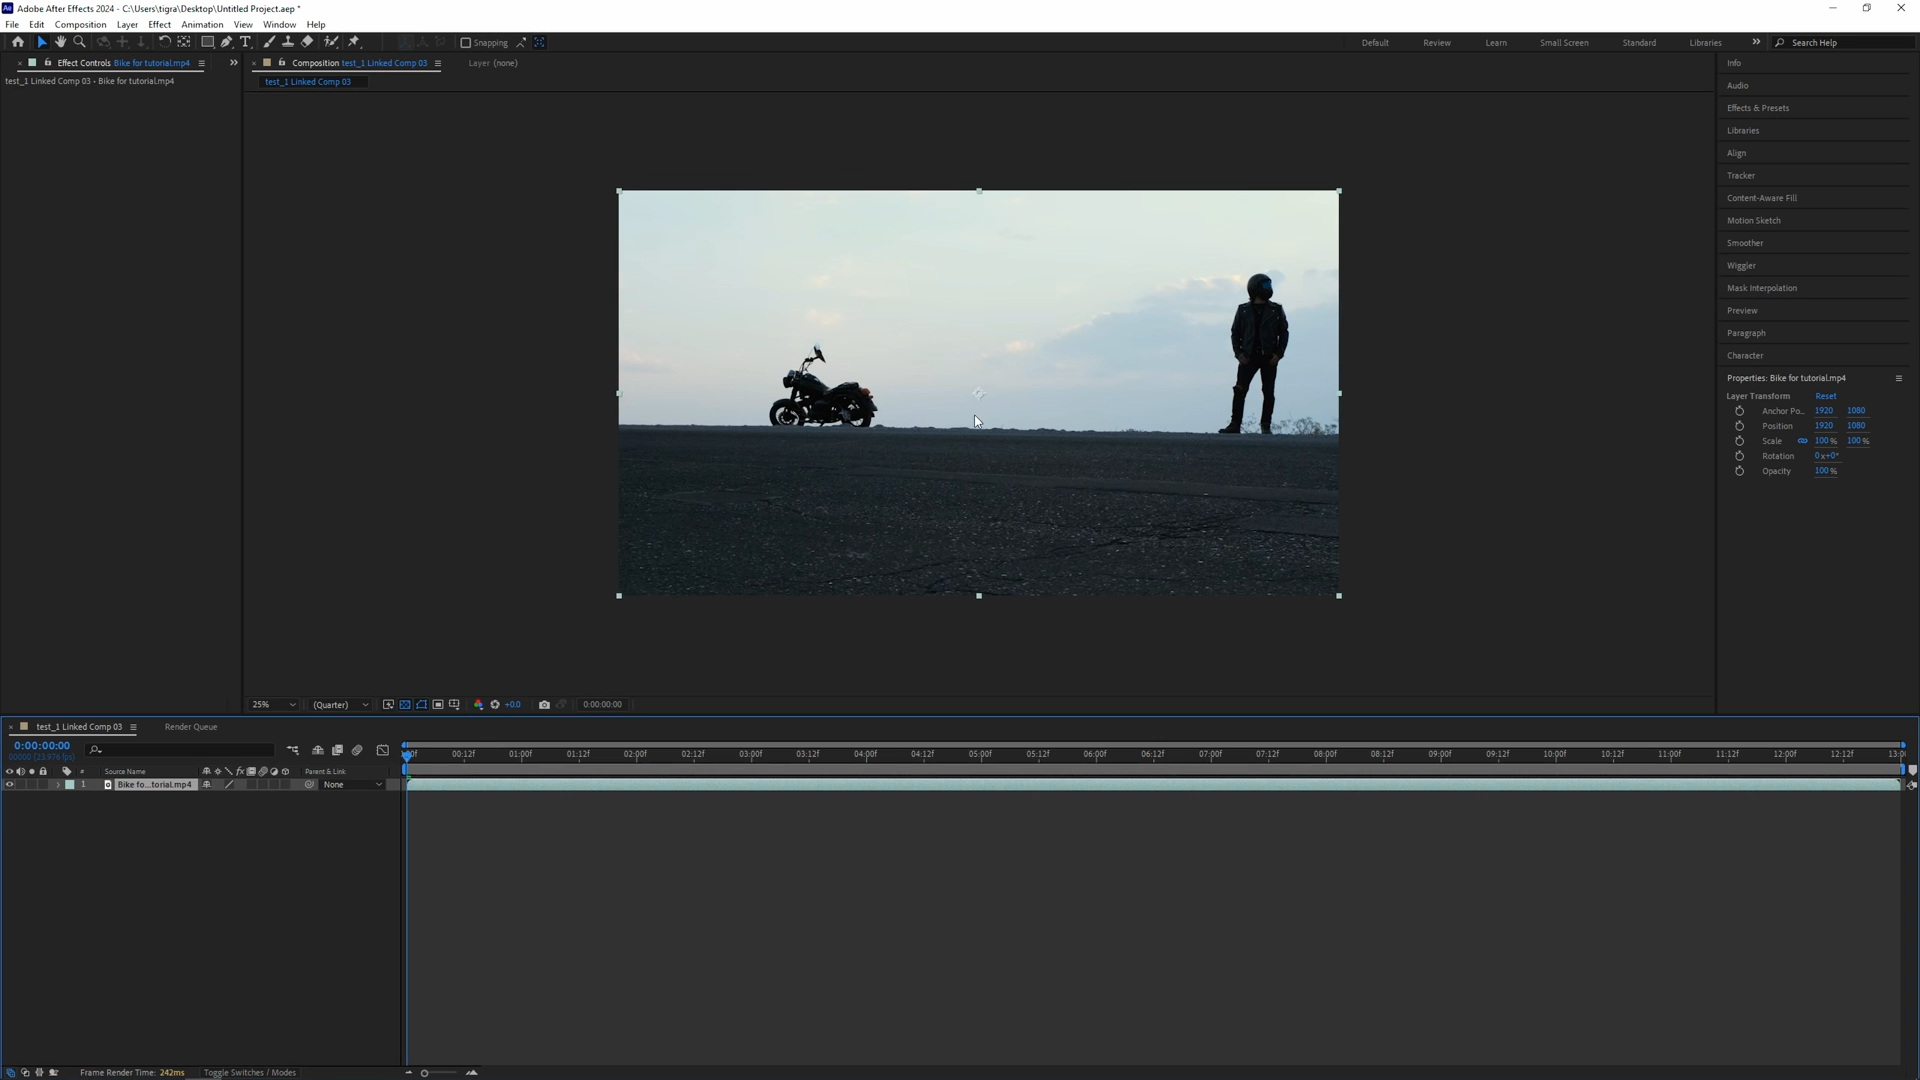 Adobe After Effects 2024 - C:\Users\tigra\Desktop\Untitled Project.aep *
File Edit Composition Layer Effect Animation View Window Help
Snapping
Default Review Learn Small Screen Standard Libraries
Search Help
Effect Controls Bike for tutorial.mp4
test_1 Linked Comp 03 • Bike for tutorial.mp4
Composition test_1 Linked Comp 03
Layer (none)
test_1 Linked Comp 03
Info
Audio
Effects & Presets
Libraries
Align
Tracker
Content-Aware Fill
Motion Sketch
Smoother
Wiggler
Mask Interpolation
Preview
Paragraph
Character
Properties: Bike for tutorial.mp4
Layer Transform Reset
Anchor Po... 1920 1080
Position 1920 1080
Scale 100% 100%
Rotation 0x+0°
Opacity 100%
25% (Quarter) +0.0 0:00:00:00
test_1 Linked Comp 03 Render Queue
0:00:00:00
00000 (23.976 fps)
00:12f 01:00f 01:12f 02:00f 02:12f 03:00f 03:12f 04:00f 04:12f 05:00f 05:12f 06:00f 06:12f 07:00f 07:12f 08:00f 08:12f 09:00f 09:12f 10:00f 10:12f 11:00f 11:12f 12:00f 12:12f
# Source Name Parent & Link
1 Bike fo...torial.mp4 None
Frame Render Time: 242ms Toggle Switches / Modes